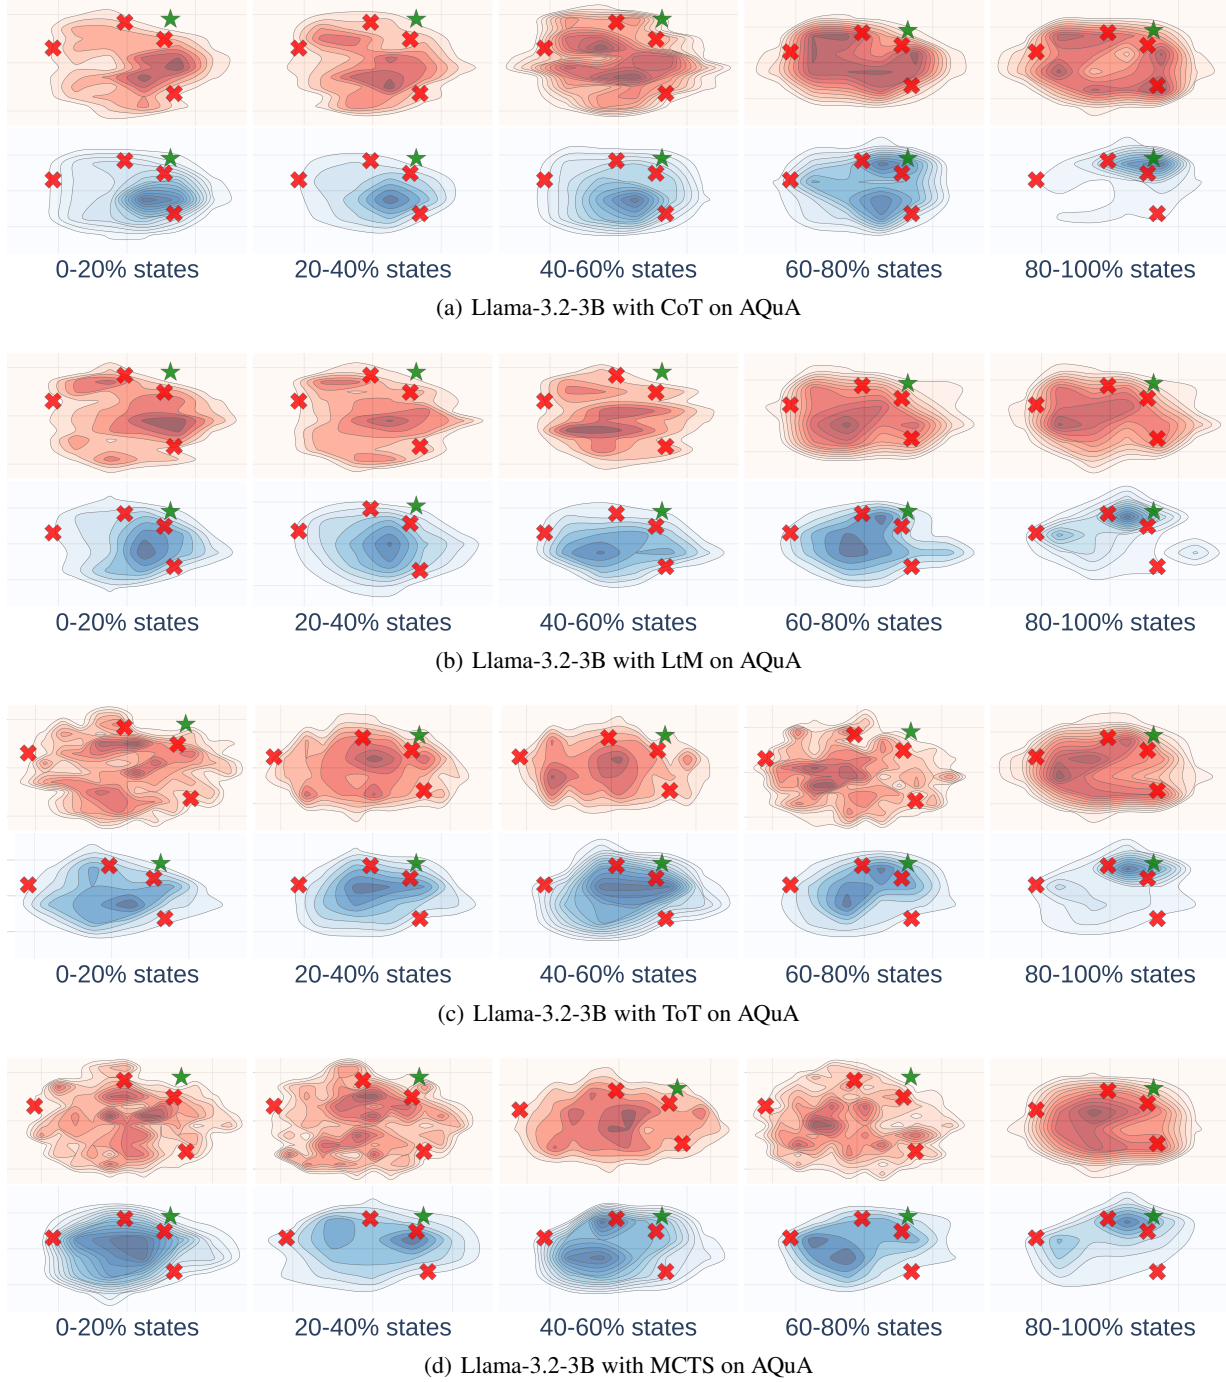 0-20% states 20-40% states 40-60% states 60-80% states 80-100% states
(a) Llama-3.2-3B with CoT on AQuA
0-20% states 20-40% states 40-60% states 60-80% states 80-100% states
(b) Llama-3.2-3B with LtM on AQuA
0-20% states 20-40% states 40-60% states 60-80% states 80-100% states
(c) Llama-3.2-3B with ToT on AQuA
0-20% states 20-40% states 40-60% states 60-80% states 80-100% states
(d) Llama-3.2-3B with MCTS on AQuA